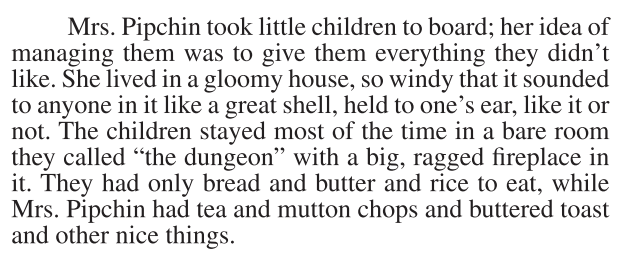 Mrs. Pipchin took little children to board; her idea of
managing them was to give them everything they didn’t
like. She lived in a gloomy house, so windy that it sounded
to anyone in it like a great shell, held to one’s ear, like it or
not. The children stayed most of the time in a bare room
they called “the dungeon” with a big, ragged fireplace in
it. They had only bread and butter and rice to eat, while
Mrs. Pipchin had tea and mutton chops and buttered toast
and other nice things.